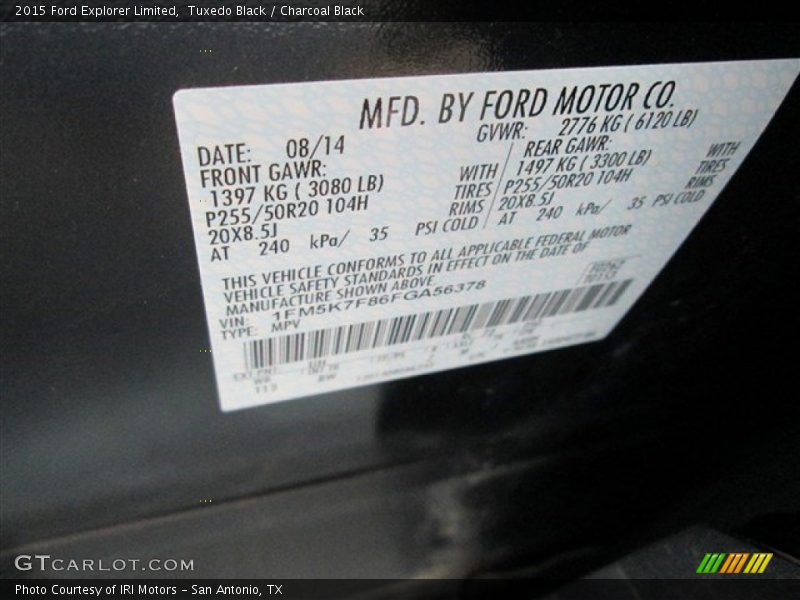 2015 Ford Explorer Limited, Tuxedo Black / Charcoal Black
MFD. BY FORD MOTOR CO.
DATE: 08/14 GVWR: 2776 KG ( 6120 LB)
FRONT GAWR: REAR GAWR:
1397 KG ( 3080 LB) WITH 1497 KG ( 3300 LB) WITH
P255/50R20 104H TIRES P255/50R20 104H TIRES
20X8.5J RIMS 20X8.5J RIMS
AT 240 kPa/ 35 PSI COLD AT 240 kPa/ 35 PSI COLD
THIS VEHICLE CONFORMS TO ALL APPLICABLE FEDERAL MOTOR
VEHICLE SAFETY STANDARDS IN EFFECT ON THE DATE OF
MANUFACTURE SHOWN ABOVE
VIN: 1FM5K7F86FGA56378
TYPE: MPV
EXT PNT
WB
113
GTCARLOT.COM
Photo Courtesy of IRI Motors – San Antonio, TX